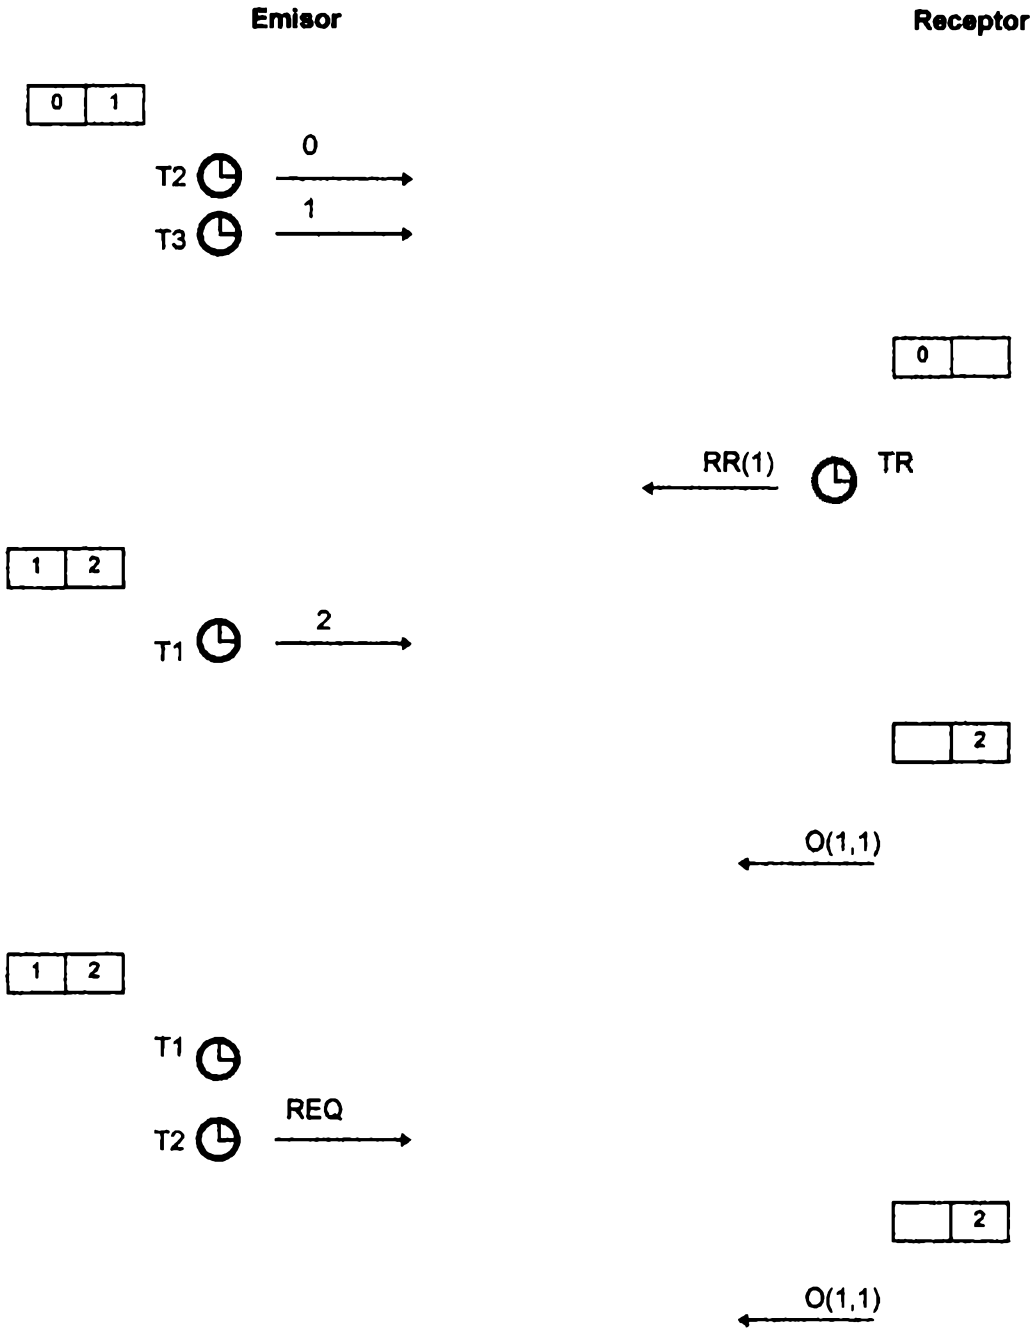 Emisor Receptor
0 1
0
T2
1
T3
0
RR(1) TR
1 2
2
T1
2
O(1,1)
1 2
T1
REQ
T2
2
O(1,1)